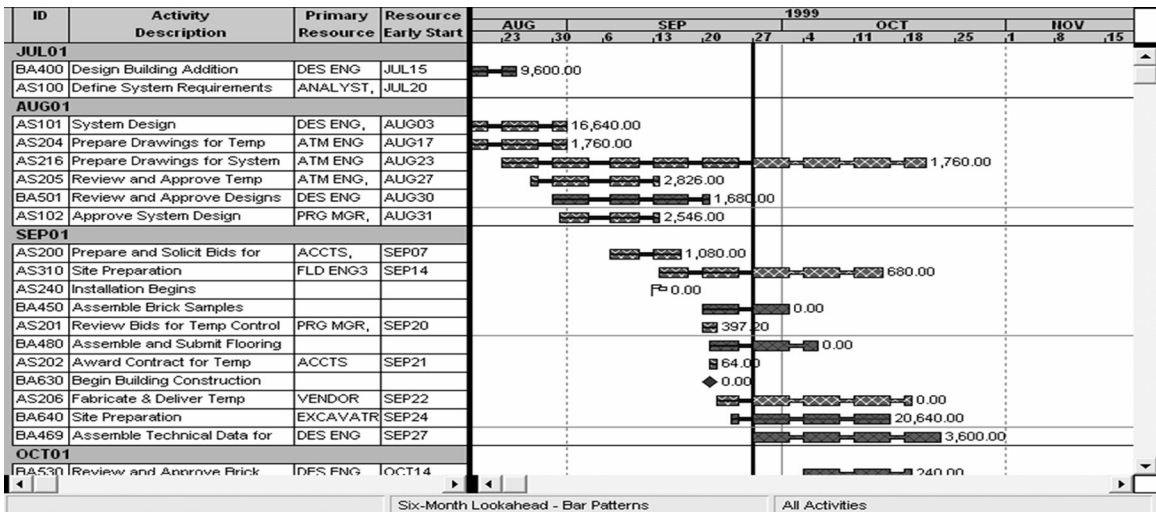 ID Activity Description Primary Resource Resource Early Start 1999
AUG SEP OCT NOV
23 30 6 13 20 27 4 11 18 25 1 8 15
JUL01
BA400 Design Building Addition DES ENG JUL15 9,600.00
AS100 Define System Requirements ANALYST, JUL20
AUG01
AS101 System Design DES ENG, AUG03 16,640.00
AS204 Prepare Drawings for Temp ATM ENG AUG17 1,760.00
AS216 Prepare Drawings for System ATM ENG AUG23 1,760.00
AS205 Review and Approve Temp ATM ENG, AUG27 2,826.00
BA501 Review and Approve Designs DES ENG AUG30 1,680.00
AS102 Approve System Design PRG MGR, AUG31 2,546.00
SEP01
AS200 Prepare and Solicit Bids for ACCTS, SEP07 1,080.00
AS310 Site Preparation FLD ENG3 SEP14 680.00
AS240 Installation Begins 0.00
BA450 Assemble Brick Samples 0.00
AS201 Review Bids for Temp Control PRG MGR, SEP20 397.20
BA480 Assemble and Submit Flooring 0.00
AS202 Award Contract for Temp ACCTS SEP21 64.00
BA630 Begin Building Construction 0.00
AS206 Fabricate & Deliver Temp VENDOR SEP22 0.00
BA640 Site Preparation EXCAVATR SEP24 20,640.00
BA469 Assemble Technical Data for DES ENG SEP27 3,600.00
OCT01
BA530 Review and Approve Brick DES ENG OCT14 240.00
Six-Month Lookahead - Bar Patterns All Activities